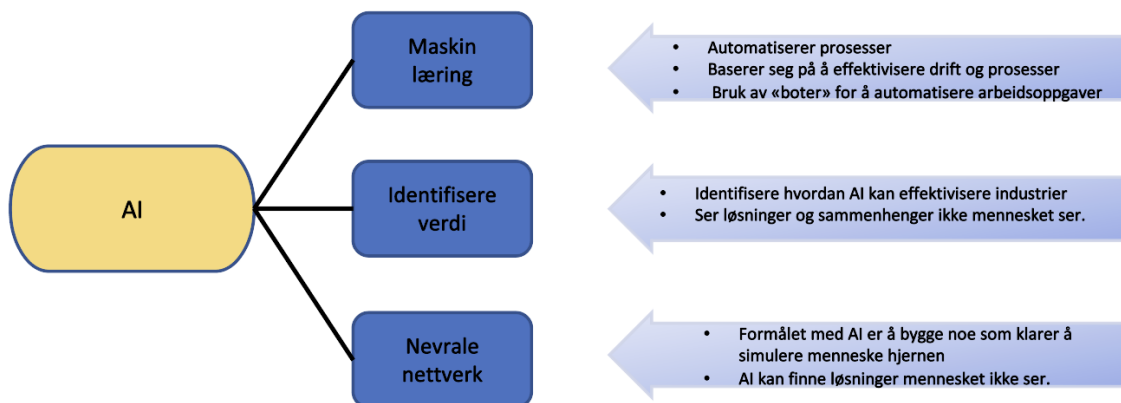 AI
Maskin
læring
• Automatiserer prosesser
• Baserer seg på å effektivisere drift og prosesser
• Bruk av «boter» for å automatisere arbeidsoppgaver
Identifisere
verdi
• Identifisere hvordan AI kan effektivisere industrier
• Ser løsninger og sammenhenger ikke mennesket ser.
Nevrale
nettverk
• Formålet med AI er å bygge noe som klarer å
simulere menneske hjernen
• AI kan finne løsninger mennesket ikke ser.